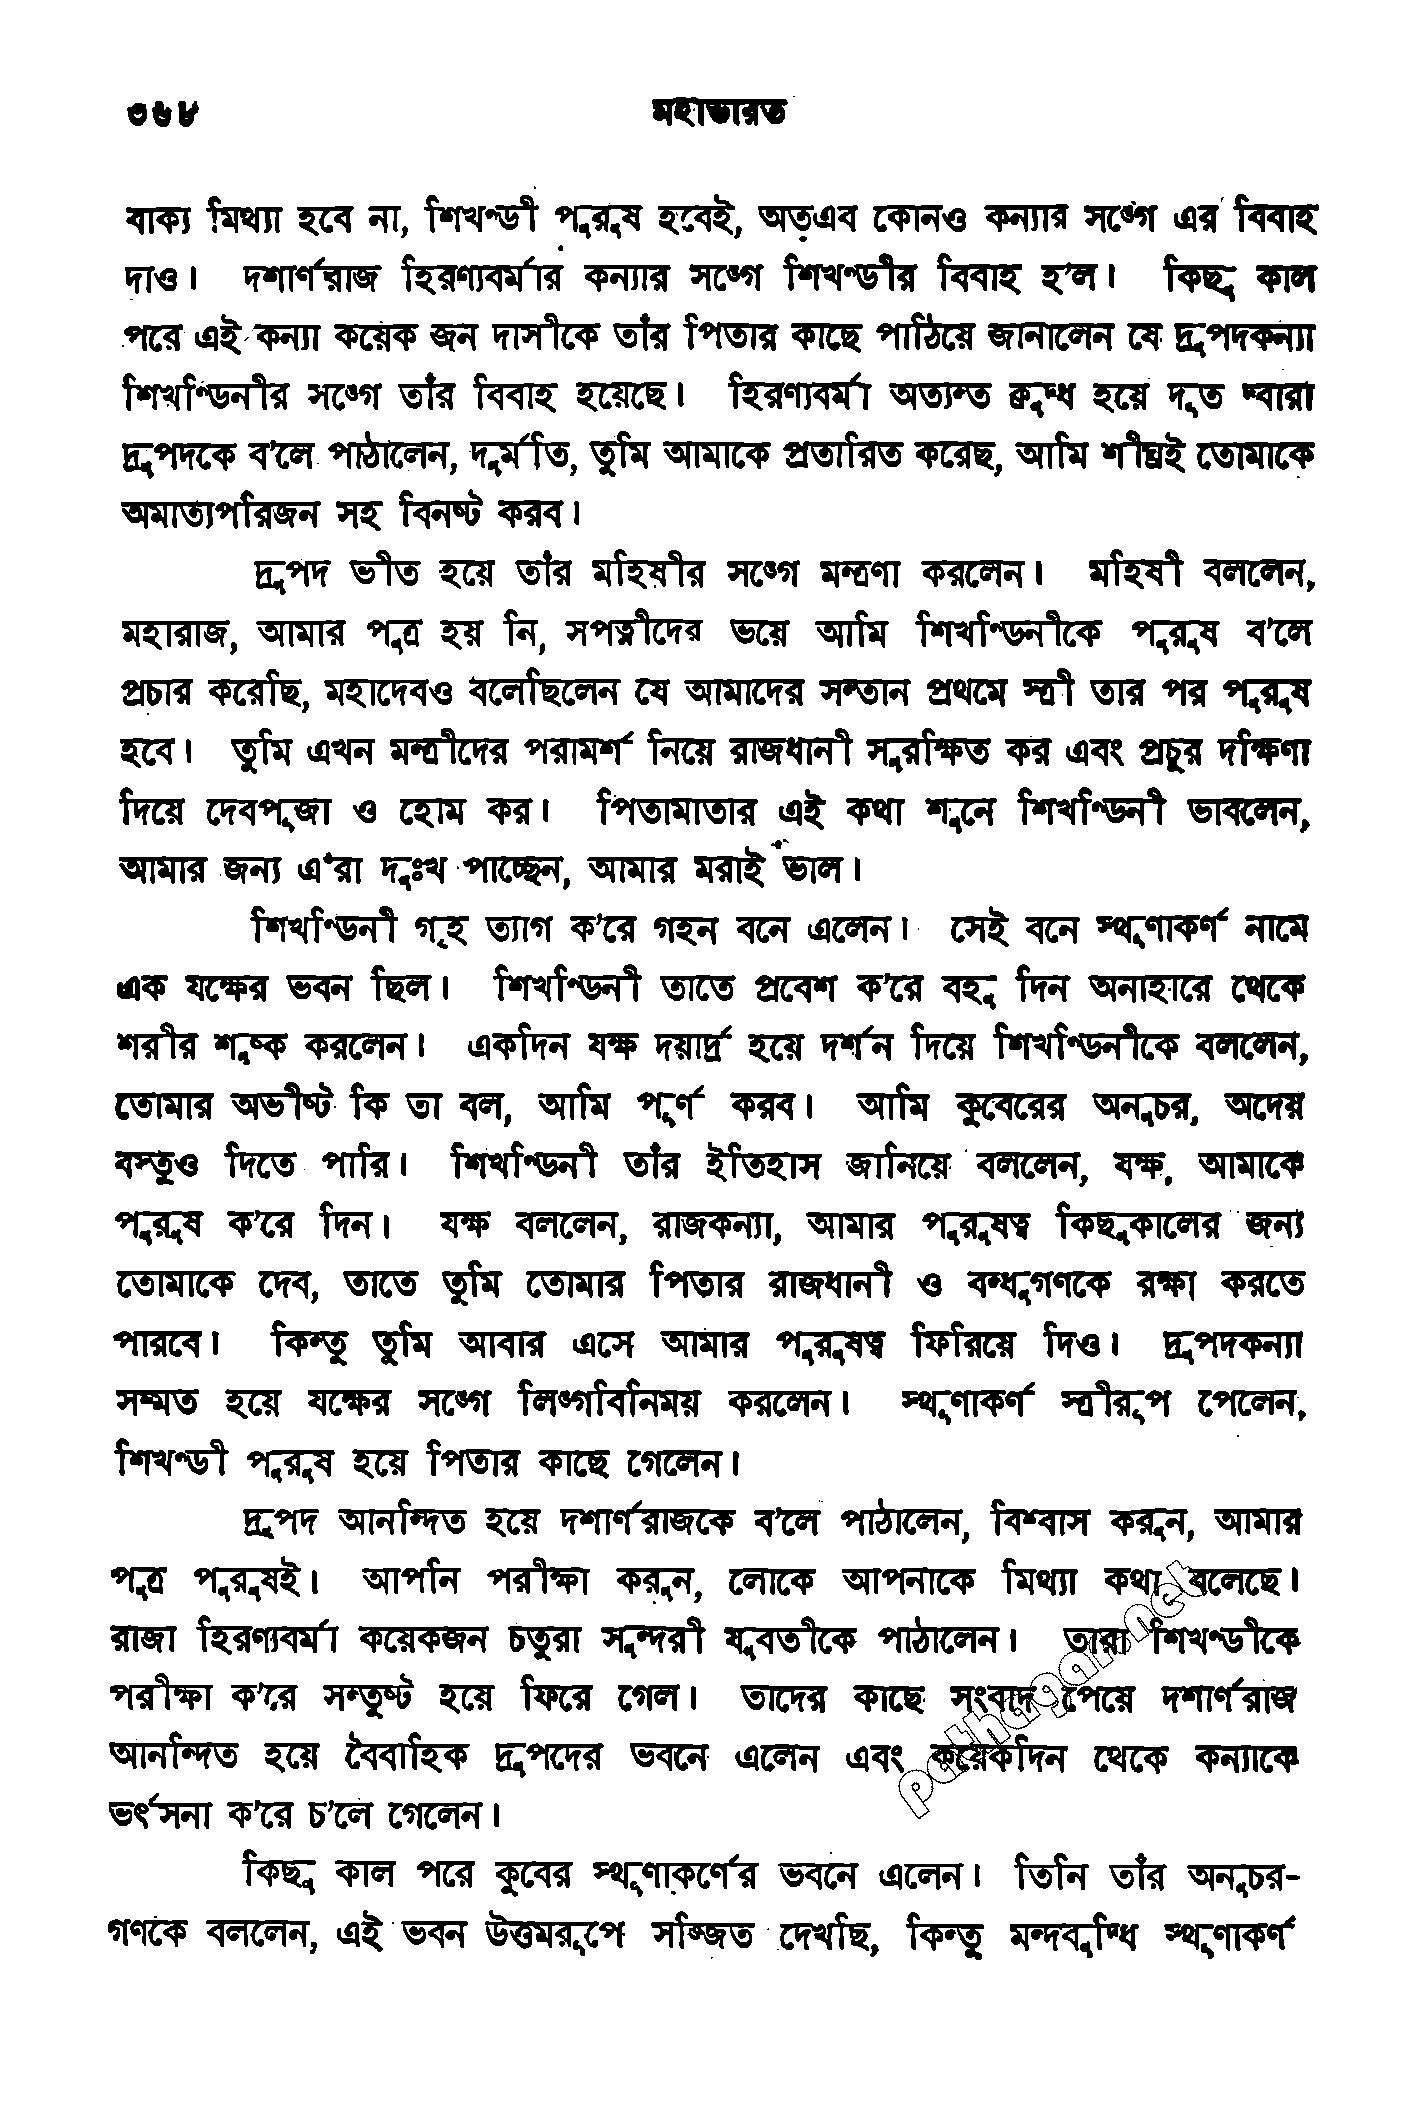 ৩৬৮ মহাভারত
বাক্য মিথ্যা হবে না, শিখণ্ডী পুরুষ হবেই, অতএব কোনও কন্যার সঙ্গে এর বিবাহ
দাও। দশার্ণরাজ হিরণ্যবর্মার কন্যার সঙ্গে শিখণ্ডীর বিবাহ হ’ল। কিছু কাল
পরে এই কন্যা কয়েক জন দাসীকে তাঁর পিতার কাছে পাঠিয়ে জানালেন যে দ্রুপদকন্যা
শিখণ্ডিনীর সঙ্গে তাঁর বিবাহ হয়েছে। হিরণ্যবর্মা অত্যন্ত ক্রুদ্ধ হয়ে দূত দ্বারা
দ্রুপদকে ব’লে পাঠালেন, দুর্মতি, তুমি আমাকে প্রতারিত করেছ, আমি শীঘ্রই তোমাকে
অমাত্যপরিজন সহ বিনষ্ট করব।
দ্রুপদ ভীত হয়ে তাঁর মহিষীর সঙ্গে মন্ত্রণা করলেন। মহিষী বললেন,
মহারাজ, আমার পুত্র হয় নি, সপত্নীদের ভয়ে আমি শিখণ্ডিনীকে পুরুষ ব’লে
প্রচার করেছি, মহাদেবও বলেছিলেন যে আমাদের সন্তান প্রথমে স্ত্রী তার পর পুরুষ
হবে। তুমি এখন মন্ত্রীদের পরামর্শ নিয়ে রাজধানী সুরক্ষিত কর এবং প্রচুর দক্ষিণা
দিয়ে দেবপূজা ও হোম কর। পিতামাতার এই কথা শুনে শিখণ্ডিনী ভাবলেন,
আমার জন্য এঁরা দুঃখ পাচ্ছেন, আমার মরাই ভাল।
শিখণ্ডিনী গৃহ ত্যাগ ক’রে গহন বনে এলেন। সেই বনে স্থূণাকর্ণ নামে
এক যক্ষের ভবন ছিল। শিখণ্ডিনী তাতে প্রবেশ ক’রে বহু দিন অনাহারে থেকে
শরীর শুষ্ক করলেন। একদিন যক্ষ দয়ার্দ্র হয়ে দর্শন দিয়ে শিখণ্ডিনীকে বললেন,
তোমার অভীষ্ট কি তা বল, আমি পূর্ণ করব। আমি কুবেরের অনুচর, অদেয়
বস্তুও দিতে পারি। শিখণ্ডিনী তাঁর ইতিহাস জানিয়ে বললেন, যক্ষ, আমাকে
পুরুষ ক’রে দিন। যক্ষ বললেন, রাজকন্যা, আমার পুরুষত্ব কিছুকালের জন্য
তোমাকে দেব, তাতে তুমি তোমার পিতার রাজধানী ও বন্ধুগণকে রক্ষা করতে
পারবে। কিন্তু তুমি আবার এসে আমার পুরুষত্ব ফিরিয়ে দিও। দ্রুপদকন্যা
সম্মত হয়ে যক্ষের সঙ্গে লিঙ্গবিনিময় করলেন। স্থূণাকর্ণ স্ত্রীরূপ পেলেন,
শিখণ্ডী পুরুষ হয়ে পিতার কাছে গেলেন।
দ্রুপদ আনন্দিত হয়ে দশার্ণরাজকে ব’লে পাঠালেন, বিশ্বাস করুন, আমার
পুত্র পুরুষই। আপনি পরীক্ষা করুন, লোকে আপনাকে মিথ্যা কথা বলেছে।
রাজা হিরণ্যবর্মা কয়েকজন চতুরা সুন্দরী যুবতীকে পাঠালেন। তারা শিখণ্ডীকে
পরীক্ষা ক’রে সন্তুষ্ট হয়ে ফিরে গেল। তাদের কাছে সংবাদ পেয়ে দশার্ণরাজ
আনন্দিত হয়ে বৈবাহিক দ্রুপদের ভবনে এলেন এবং কয়েকদিন থেকে কন্যাকে
ভর্ৎসনা ক’রে চ’লে গেলেন।
কিছু কাল পরে কুবের স্থূণাকর্ণের ভবনে এলেন। তিনি তাঁর অনুচর-
গণকে বললেন, এই ভবন উত্তমরূপে সজ্জিত দেখছি, কিন্তু মন্দবুদ্ধি স্থূণাকর্ণ
pathagar.net